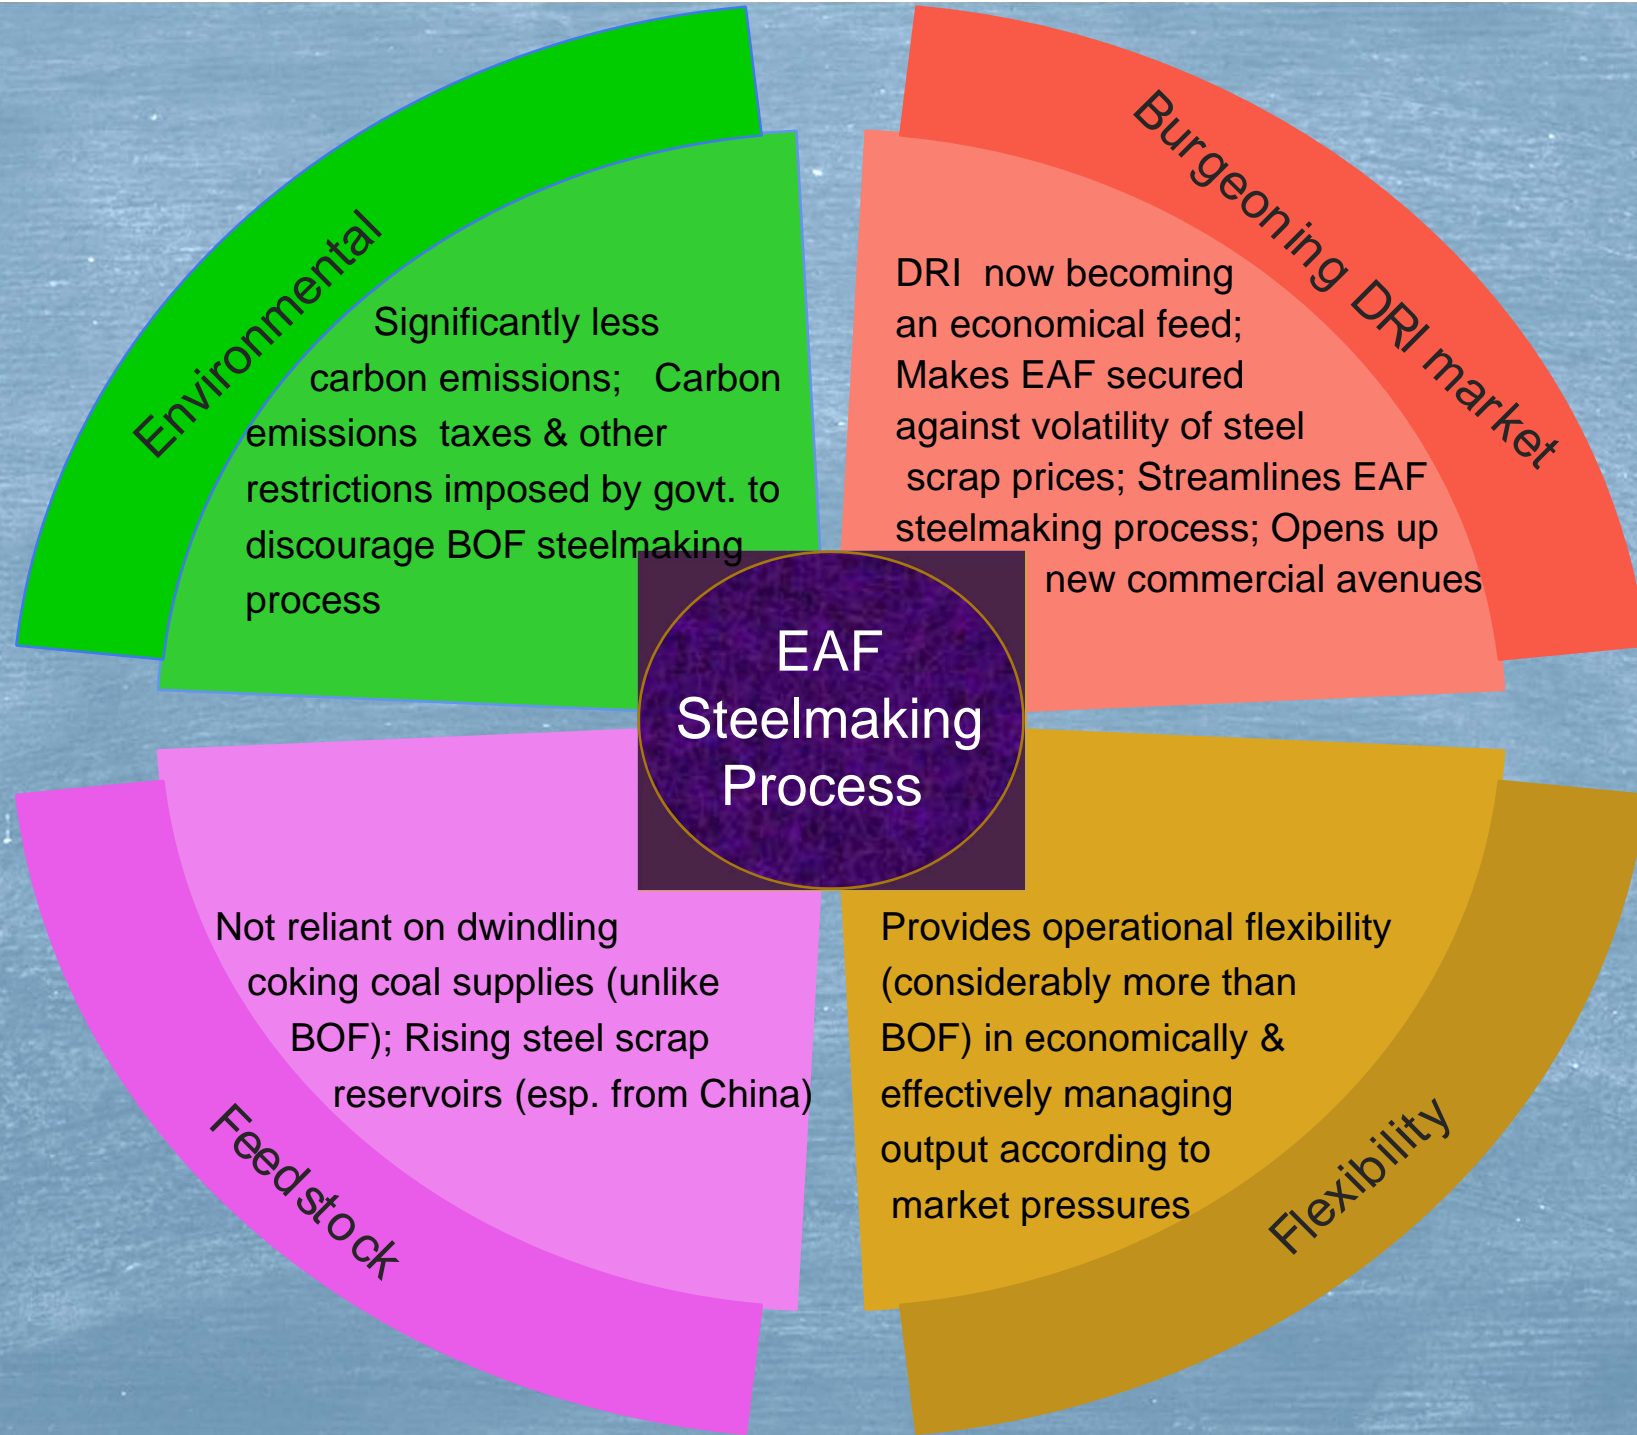 Environmental
Significantly less
carbon emissions; Carbon
emissions taxes & other
restrictions imposed by govt. to
discourage BOF steelmaking
process
Burgeoning DRI market
DRI now becoming
an economical feed;
Makes EAF secured
against volatility of steel
scrap prices; Streamlines EAF
steelmaking process; Opens up
new commercial avenues
EAF
Steelmaking
Process
Not reliant on dwindling
coking coal supplies (unlike
BOF); Rising steel scrap
reservoirs (esp. from China)
Feedstock
Provides operational flexibility
(considerably more than
BOF) in economically &
effectively managing
output according to
market pressures
Flexibility